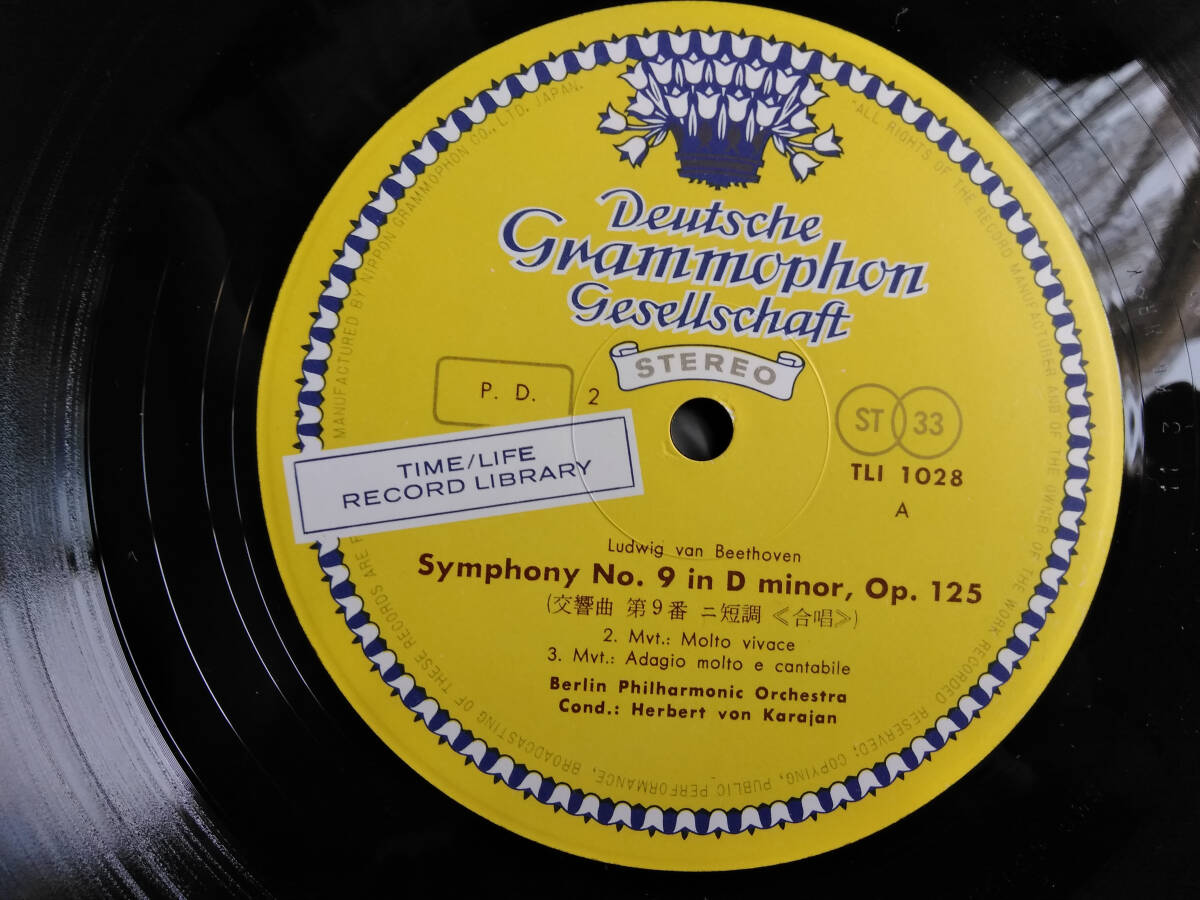 Deutsche
Grammophon
Gesellschaft
STEREO
P. D.
2
ST 33
TLI 1028
A
TIME/LIFE
RECORD LIBRARY
Ludwig van Beethoven
Symphony No. 9 in D minor, Op. 125
(交響曲 第9番 ニ短調 《合唱》)
2. Mvt.: Molto vivace
3. Mvt.: Adagio molto e cantabile
Berlin Philharmonic Orchestra
Cond.: Herbert von Karajan
MANUFACTURED BY NIPPON GRAMMOPHON CO., LTD. JAPAN.
"ALL RIGHTS OF THE RECORD MANUFACTURER AND OF THE OWNER OF THE WORK RECORDED RESERVED; COPYING, PUBLIC PERFORMANCE, BROADCASTING OF THESE RECORDS ARE